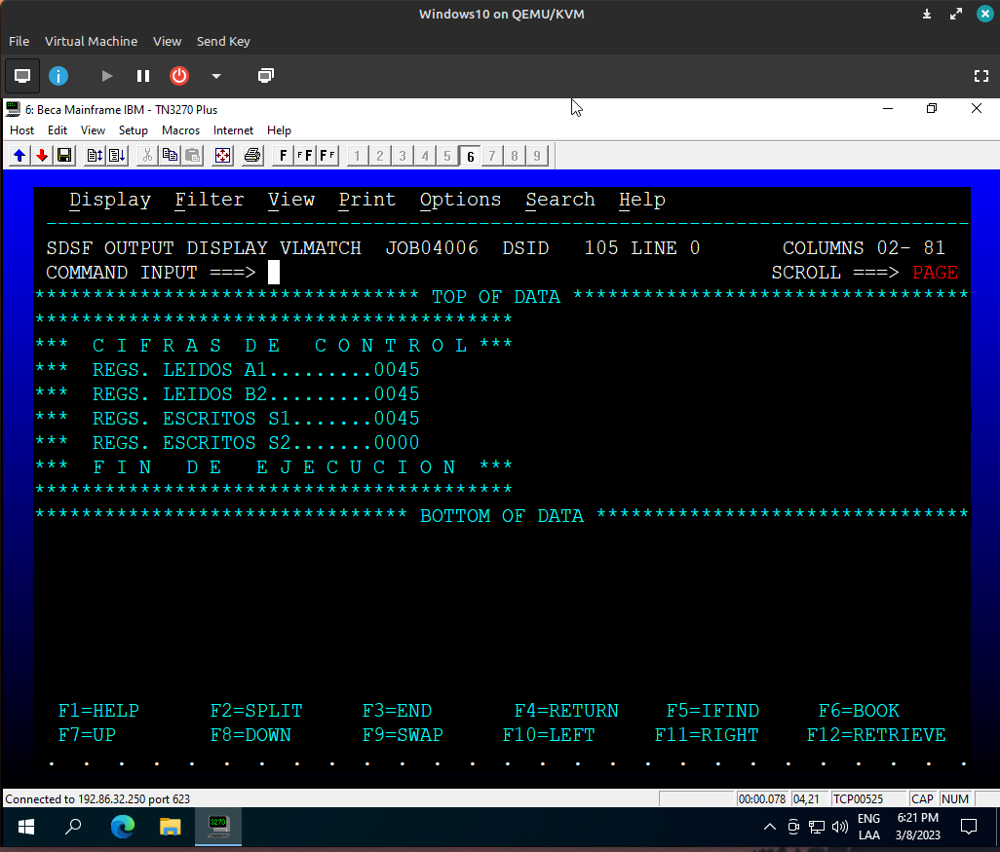 Windows10 on QEMU/KVM
File Virtual Machine View Send Key
6: Beca Mainframe IBM - TN3270 Plus
Host Edit View Setup Macros Internet Help
F F F F F 1 2 3 4 5 6 7 8 9
Display Filter View Print Options Search Help
-------------------------------------------------------------------------------
SDSF OUTPUT DISPLAY VLMATCH JOB04006 DSID 105 LINE 0 COLUMNS 02- 81
COMMAND INPUT ===> SCROLL ===> PAGE
********************************* TOP OF DATA **********************************
*****************************************
*** C I F R A S D E C O N T R O L ***
*** REGS. LEIDOS A1.........0045
*** REGS. LEIDOS B2.........0045
*** REGS. ESCRITOS S1.......0045
*** REGS. ESCRITOS S2.......0000
*** F I N D E E J E C U C I O N ***
*****************************************
******************************** BOTTOM OF DATA ********************************
F1=HELP F2=SPLIT F3=END F4=RETURN F5=IFIND F6=BOOK
F7=UP F8=DOWN F9=SWAP F10=LEFT F11=RIGHT F12=RETRIEVE
Connected to 192.86.32.250 port 623 00:00.078 04,21 TCP00525 CAP NUM
3270
ENG 6:21 PM
LAA 3/8/2023